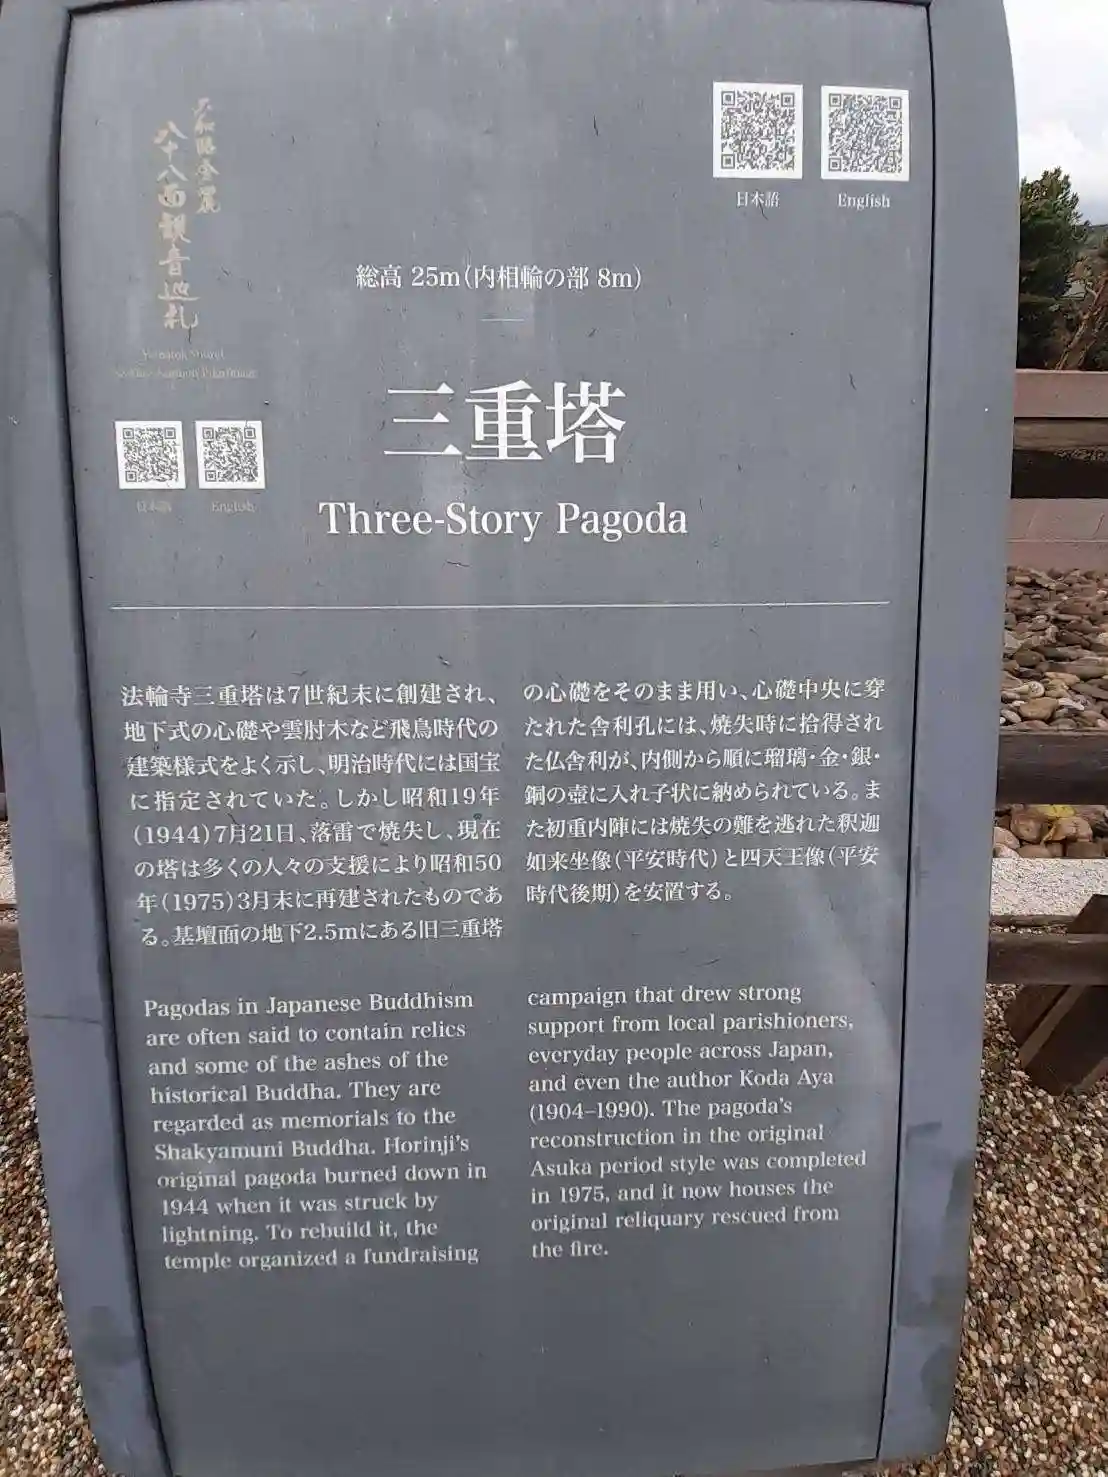 八十八面観音巡礼
日本語
English
日本語
English
総高 25m(内相輪の部 8m)
三重塔
Three-Story Pagoda
法輪寺三重塔は7世紀末に創建され、
地下式の心礎や雲肘木など飛鳥時代の
建築様式をよく示し、明治時代には国宝
に指定されていた。しかし昭和19年
(1944)7月21日、落雷で焼失し、現在
の塔は多くの人々の支援により昭和50
年(1975)3月末に再建されたものであ
る。基壇面の地下2.5mにある旧三重塔
の心礎をそのまま用い、心礎中央に穿
たれた舎利孔には、焼失時に拾得され
た仏舎利が、内側から順に瑠璃・金・銀・
銅の壺に入れ子状に納められている。ま
た初重内陣には焼失の難を逃れた釈迦
如来坐像(平安時代)と四天王像(平安
時代後期)を安置する。
Pagodas in Japanese Buddhism
are often said to contain relics
and some of the ashes of the
historical Buddha. They are
regarded as memorials to the
Shakyamuni Buddha. Horinji's
original pagoda burned down in
1944 when it was struck by
lightning. To rebuild it, the
temple organized a fundraising
campaign that drew strong
support from local parishioners,
everyday people across Japan,
and even the author Koda Aya
(1904–1990). The pagoda's
reconstruction in the original
Asuka period style was completed
in 1975, and it now houses the
original reliquary rescued from
the fire.